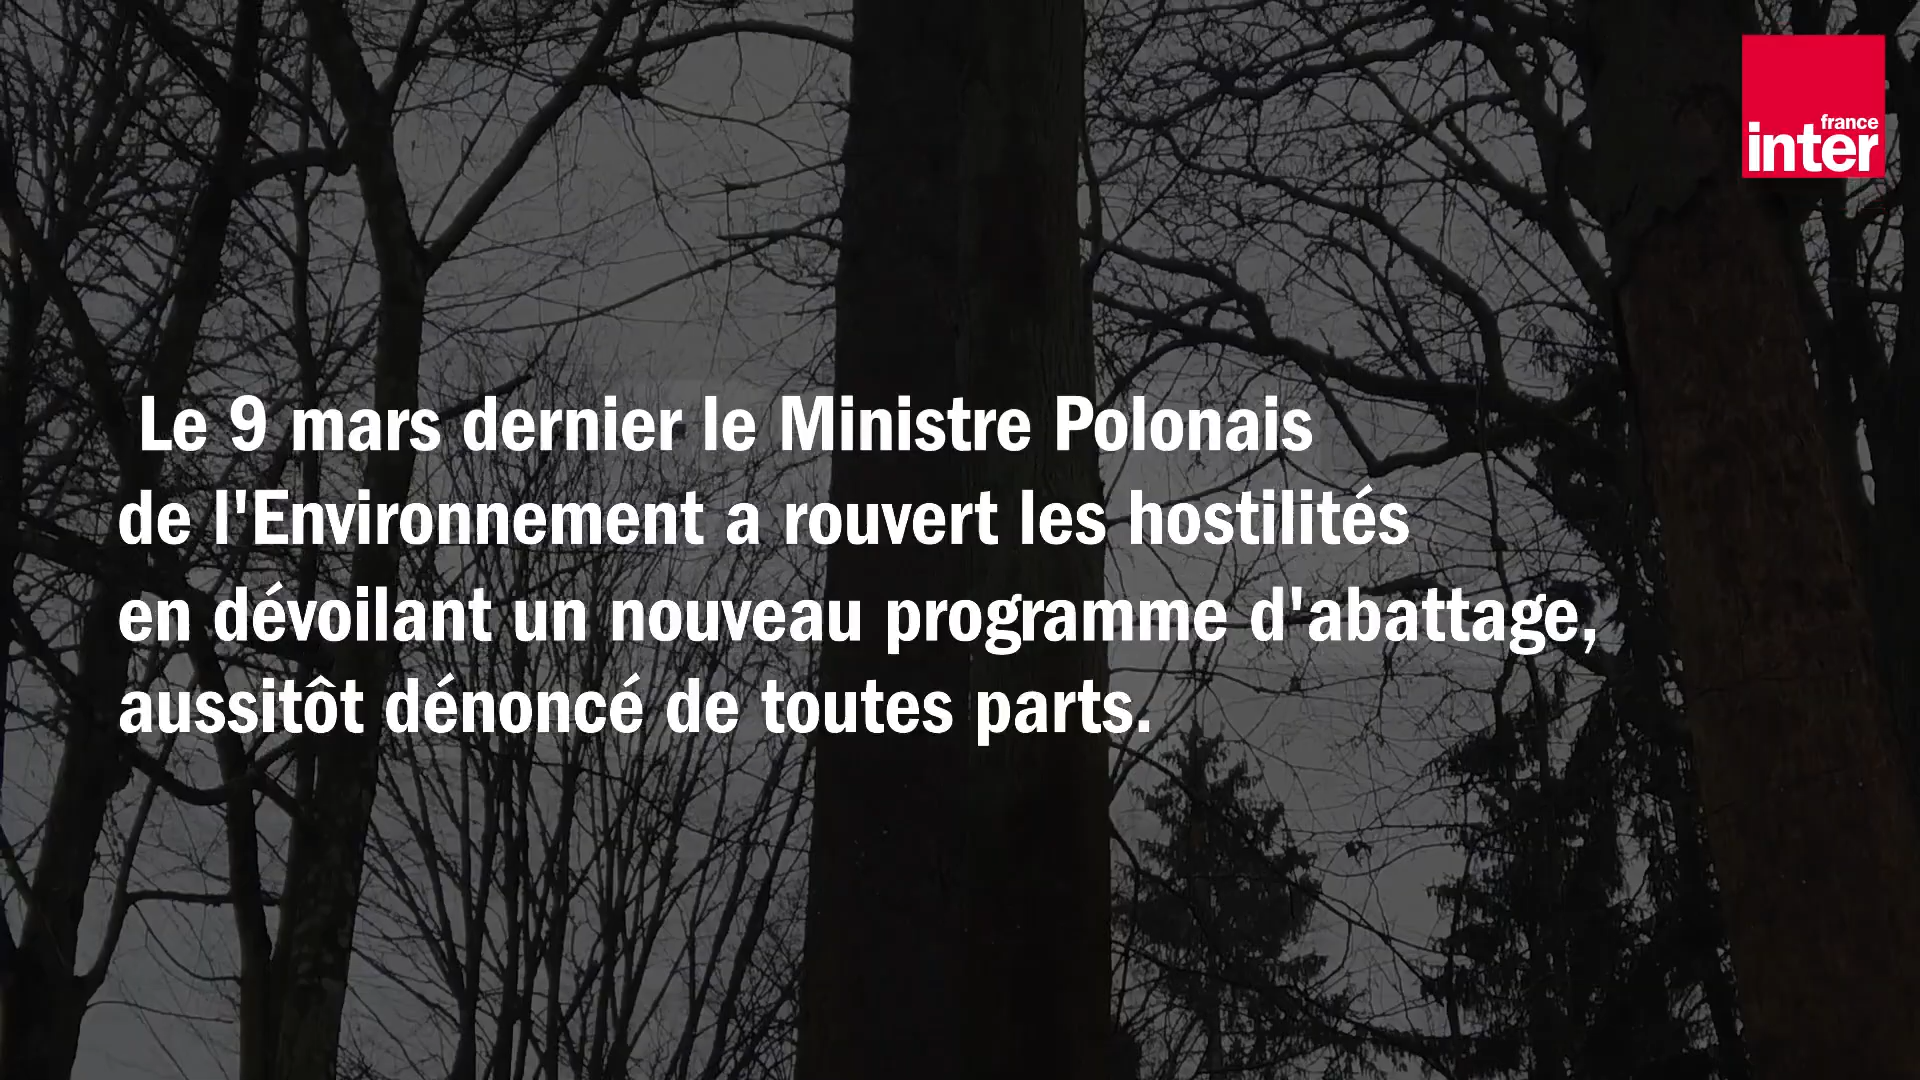 france
inter
Le 9 mars dernier le Ministre Polonais
de l'Environnement a rouvert les hostilités
en dévoilant un nouveau programme d'abattage,
aussitôt dénoncé de toutes parts.